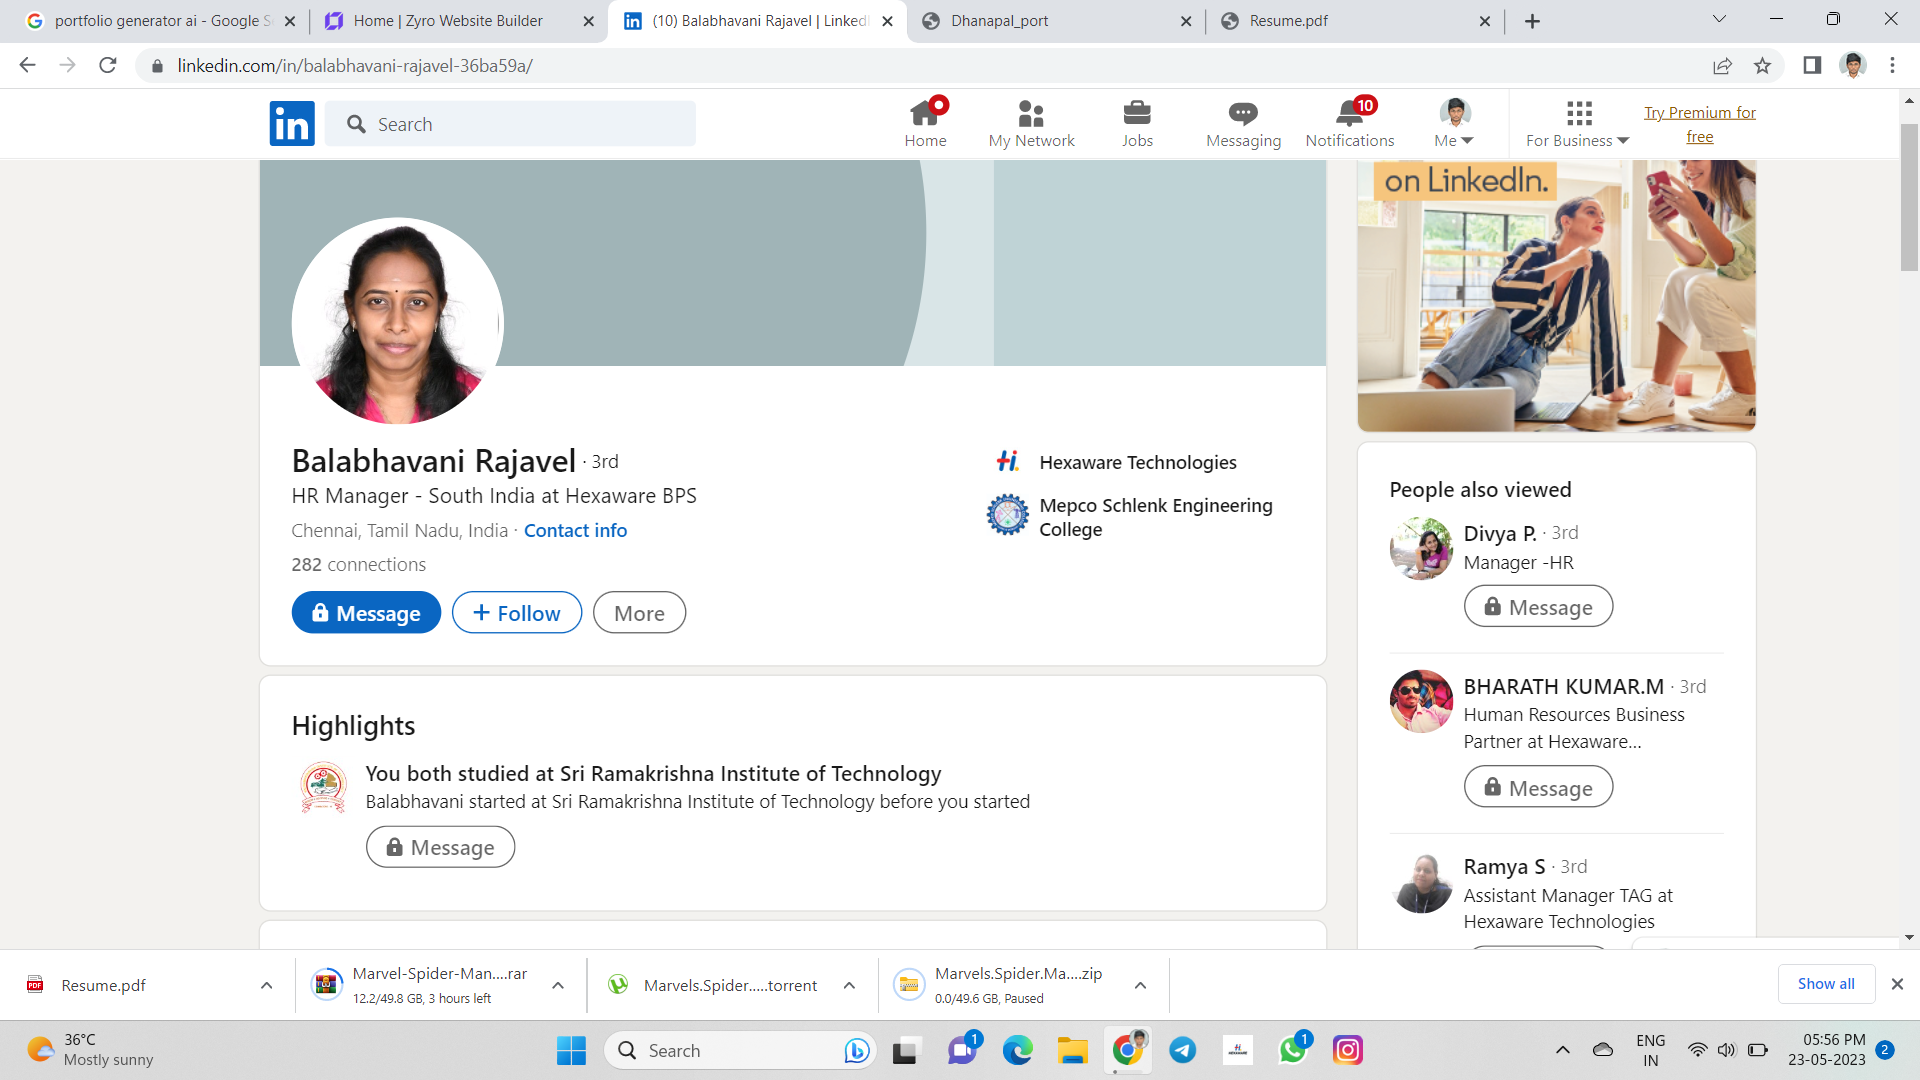 portfolio generator ai - Google S
Home | Zyro Website Builder
(10) Balabhavani Rajavel | LinkedI
Dhanapal_port
Resume.pdf
linkedin.com/in/balabhavani-rajavel-36ba59a/
in
Search
Home
My Network
Jobs
Messaging
10
Notifications
Me
For Business
Try Premium for
free
on LinkedIn.
Balabhavani Rajavel · 3rd
HR Manager - South India at Hexaware BPS
Chennai, Tamil Nadu, India · Contact info
282 connections
Message
+ Follow
More
Hexaware Technologies
Mepco Schlenk Engineering
College
Highlights
You both studied at Sri Ramakrishna Institute of Technology
Balabhavani started at Sri Ramakrishna Institute of Technology before you started
Message
People also viewed
Divya P. · 3rd
Manager -HR
Message
BHARATH KUMAR.M · 3rd
Human Resources Business
Partner at Hexaware...
Message
Ramya S · 3rd
Assistant Manager TAG at
Hexaware Technologies
PDF
Resume.pdf
Marvel-Spider-Man....rar
12.2/49.8 GB, 3 hours left
Marvels.Spider.....torrent
Marvels.Spider.Ma....zip
0.0/49.6 GB, Paused
Show all
36°C
Mostly sunny
Search
1
HEXAWARE
1
ENG
IN
05:56 PM
23-05-2023
2